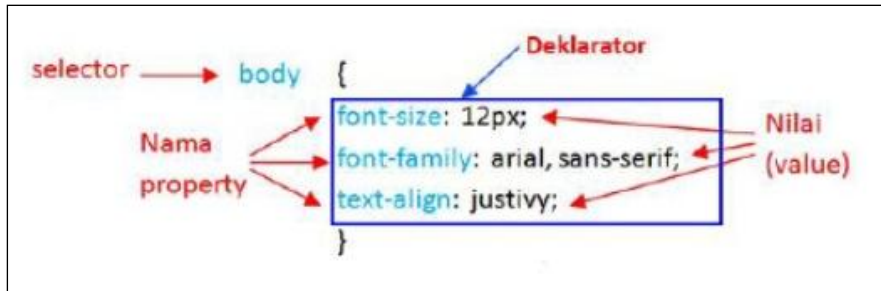 Deklarator
selector body {
font-size: 12px;
Nama Nilai
font-family: arial, sans-serif;
property (value)
text-align: justivy;
}